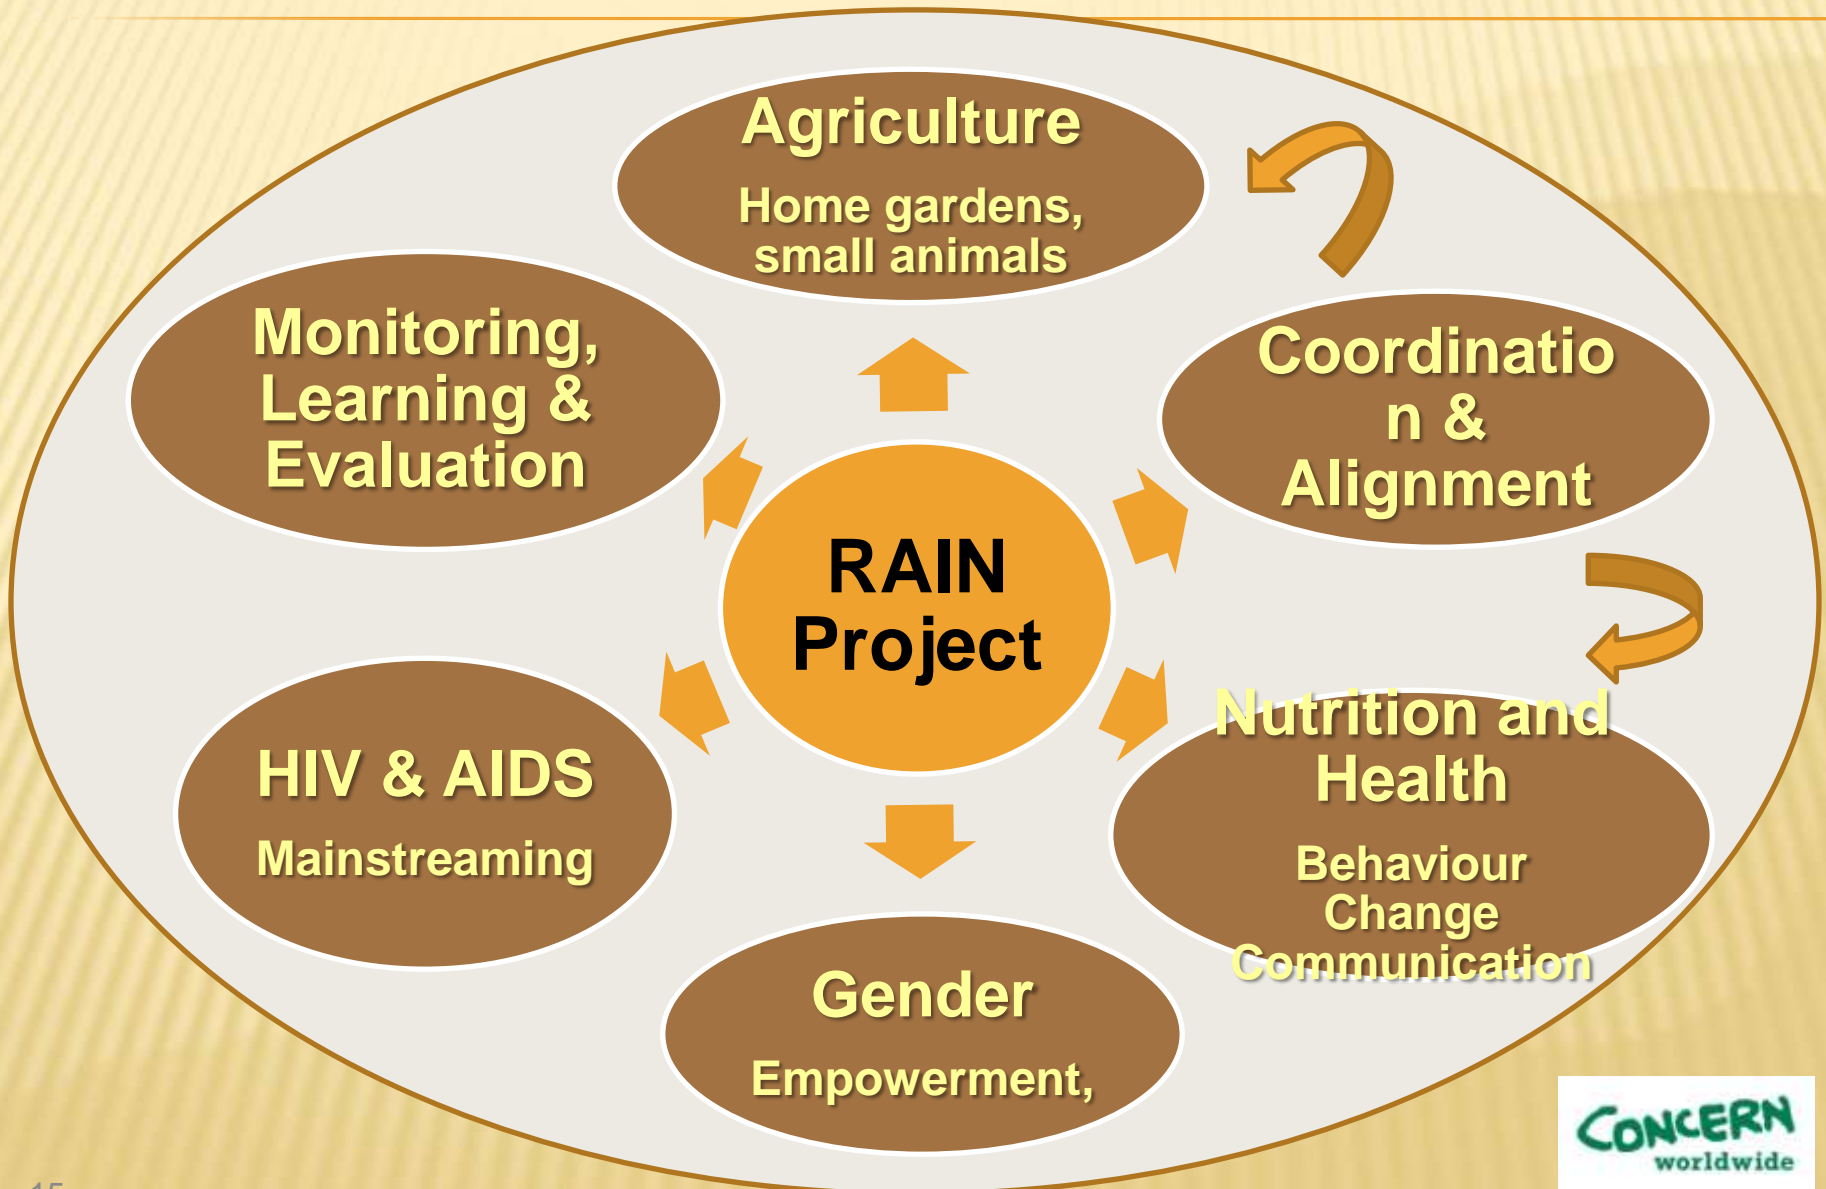 Agriculture
Home gardens,
small animals
Coordinatio
n &
Alignment
Nutrition and
Health
Behaviour
Change
Communication
Gender
Empowerment,
HIV & AIDS
Mainstreaming
Monitoring,
Learning &
Evaluation
RAIN
Project
CONCERN
worldwide
15